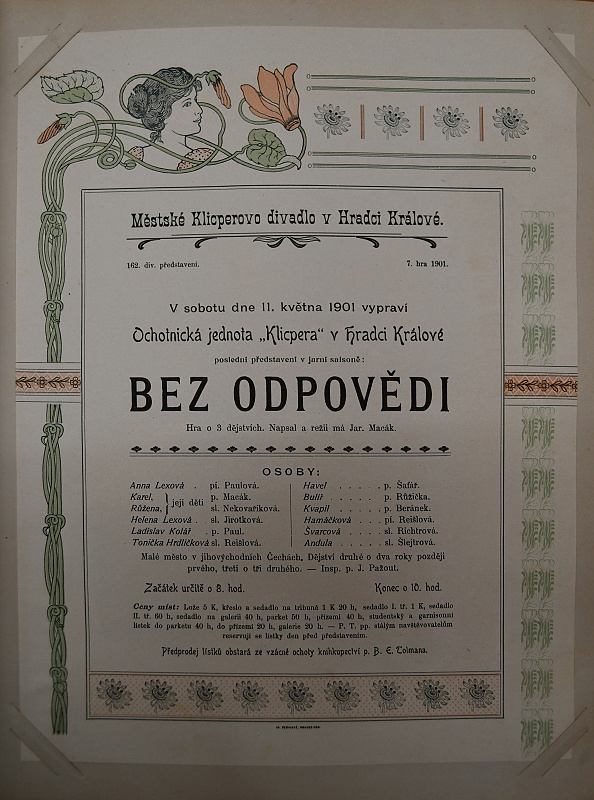 Městské Klicperovo divadlo v Hradci Králové.
162. div. představení. 7. hra 1901.
V sobotu dne 11. května 1901 vypraví
Ochotnická jednota „Klicpera" v Hradci Králové
poslední představení v jarní saisoně:
BEZ ODPOVĚDI
Hra o 3 dějstvích. Napsal a režii má Jar. Macák.
OSOBY:
Anna Lexová . pí. Paulová.
Karel, } její děti p. Macák.
Růžena, sl. Nekovaříková.
Helena Lexová . sl. Jirotková.
Ladislav Kolář . p. Paul.
Tonička Hrdličková sl. Reišlová.
Havel . . . . . p. Šafář.
Bulíř . . . . . p. Růžička.
Kvapil . . . . p. Beránek.
Hamáčková . . . pí. Reišlová.
Švarcová . . . sl. Richtrová.
Andula . . . . sl. Šlejtrová.
Malé město v jihovýchodních Čechách. Dějství druhé o dva roky později
prvého, třetí o tři druhého. — Insp. p. J. Pažout.
Začátek určitě o 8. hod. Konec o 10. hod.
Ceny míst: Lože 5 K, křeslo a sedadlo na tribuně 1 K 20 h, sedadlo I. tř. 1 K, sedadlo
II. tř. 60 h, sedadlo na galerii 40 h, parket 50 h, přízemí 40 h, studentský a garnisonní
lístek do parketu 40 h, do přízemí 20 h, galerie 20 h. — P. T. pp. stálým navštěvovatelům
reservují se lístky den před představením.
Předprodej lístků obstará ze vzácné ochoty knihkupectví p. B. E. Tolmana.